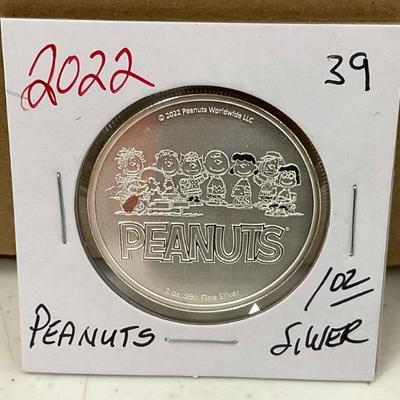 2022
39
© 2022 Peanuts Worldwide LLC
PEANUTS®
1 oz .999 Fine Silver
1 oz
PEANUTS
SILVER